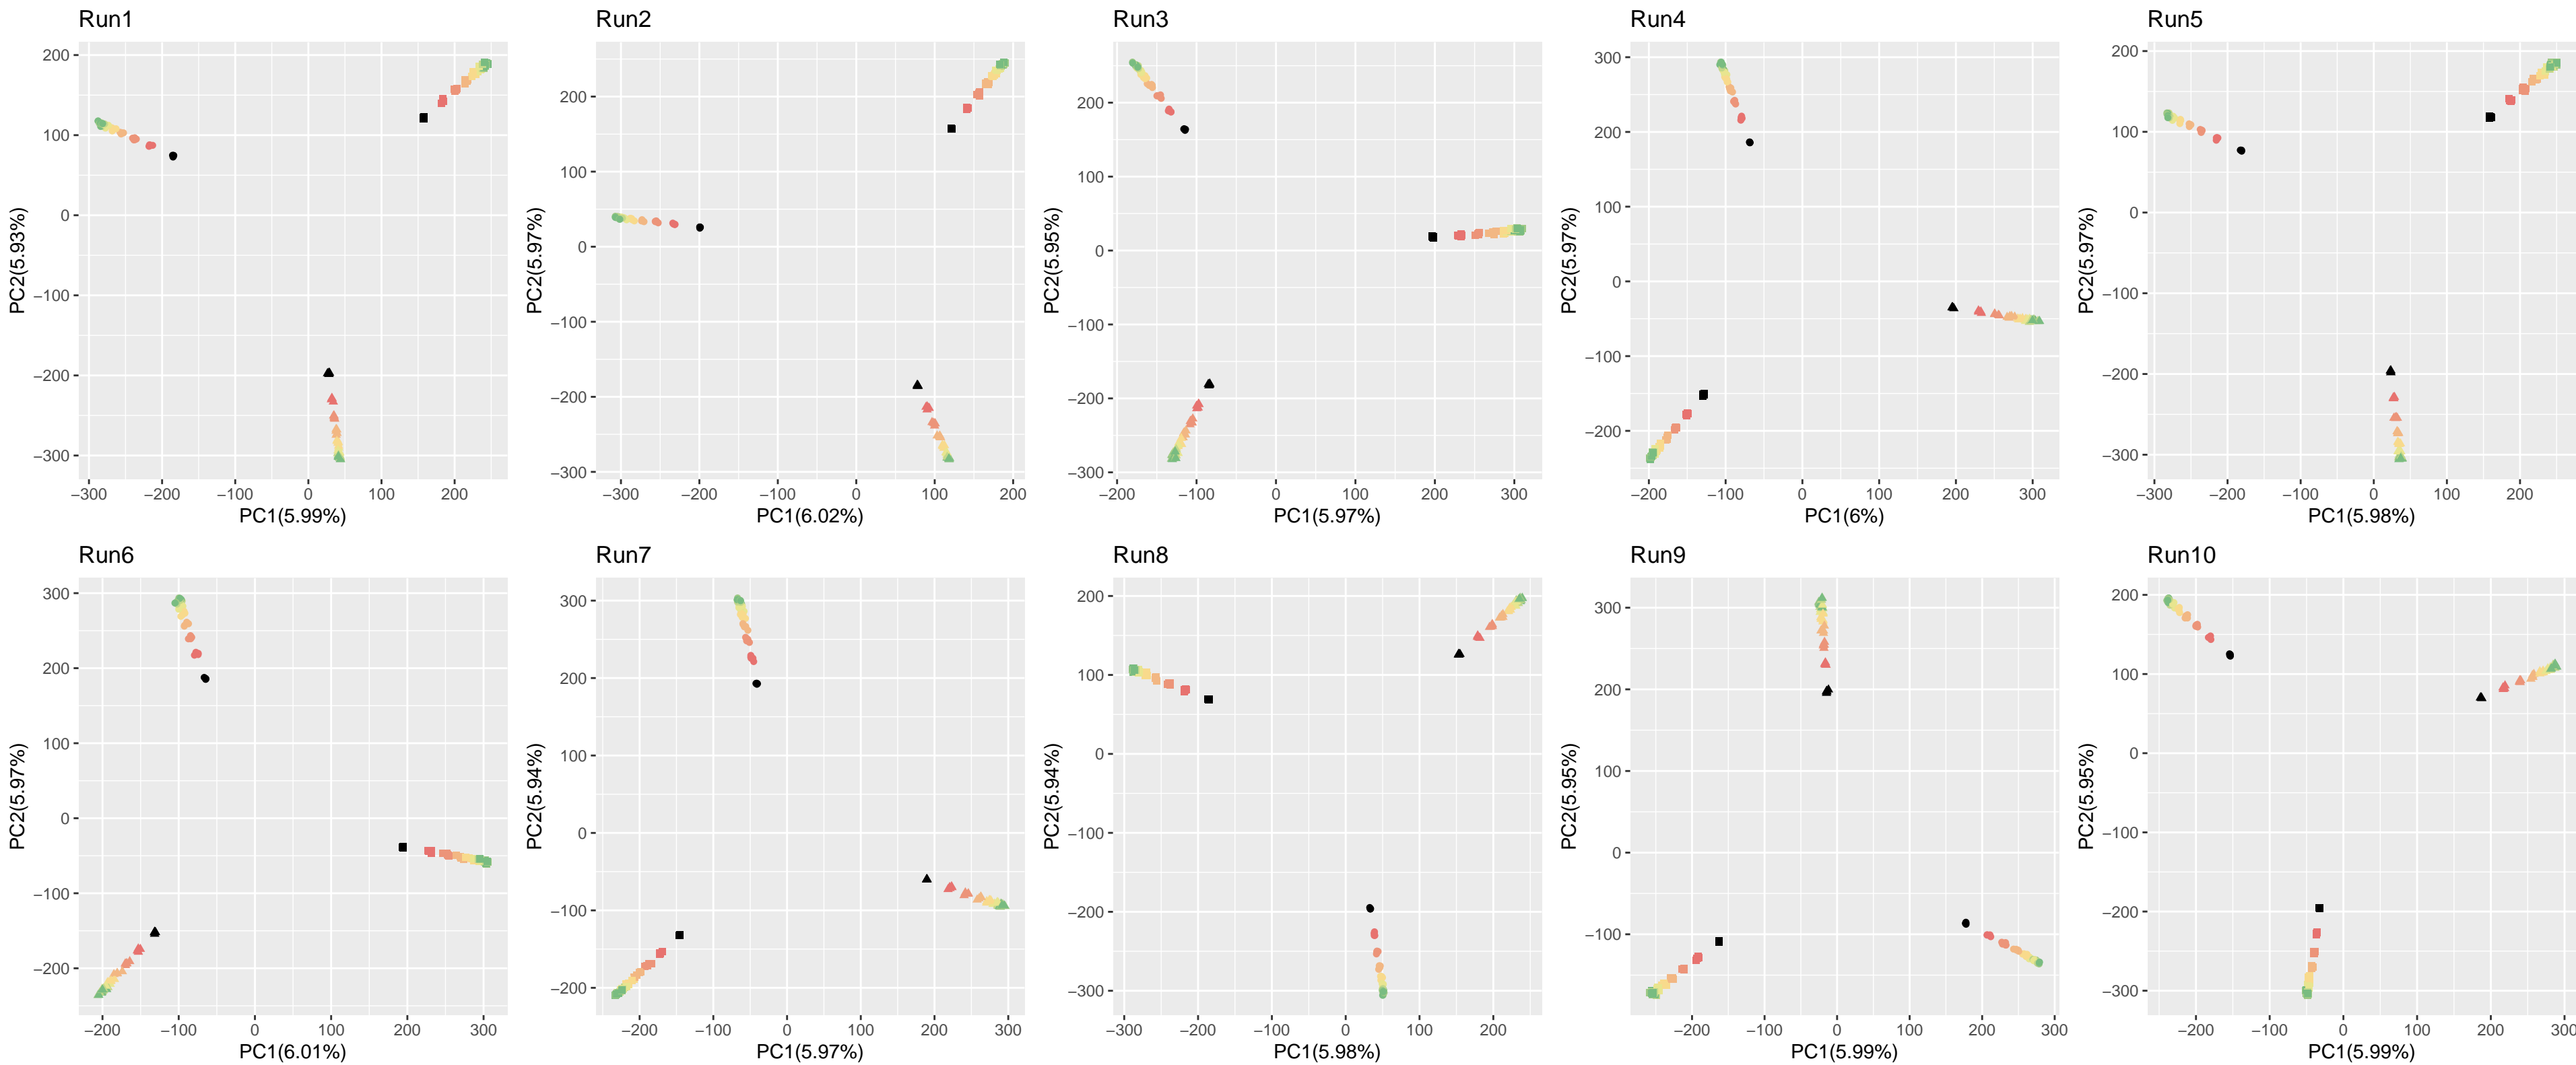 Run1
Run2
Run3
Run4
Run5
200
100
0
−100
−200
−300
PC2(5.93%)
−300 −200 −100 0 100 200
PC1(5.99%)
200
100
0
−100
−200
−300
PC2(5.97%)
−300 −200 −100 0 100 200
PC1(6.02%)
200
100
0
−100
−200
−300
PC2(5.95%)
−200 −100 0 100 200 300
PC1(5.97%)
300
200
100
0
−100
−200
PC2(5.97%)
−200 −100 0 100 200 300
PC1(6%)
200
100
0
−100
−200
−300
PC2(5.97%)
−300 −200 −100 0 100 200
PC1(5.98%)
Run6
Run7
Run8
Run9
Run10
300
200
100
0
−100
−200
PC2(5.97%)
−200 −100 0 100 200 300
PC1(6.01%)
300
200
100
0
−100
−200
PC2(5.94%)
−200 −100 0 100 200 300
PC1(5.97%)
200
100
0
−100
−200
−300
PC2(5.94%)
−300 −200 −100 0 100 200
PC1(5.98%)
300
200
100
0
−100
PC2(5.95%)
−200 −100 0 100 200 300
PC1(5.99%)
200
100
0
−100
−200
−300
PC2(5.95%)
−200 −100 0 100 200 300
PC1(5.99%)